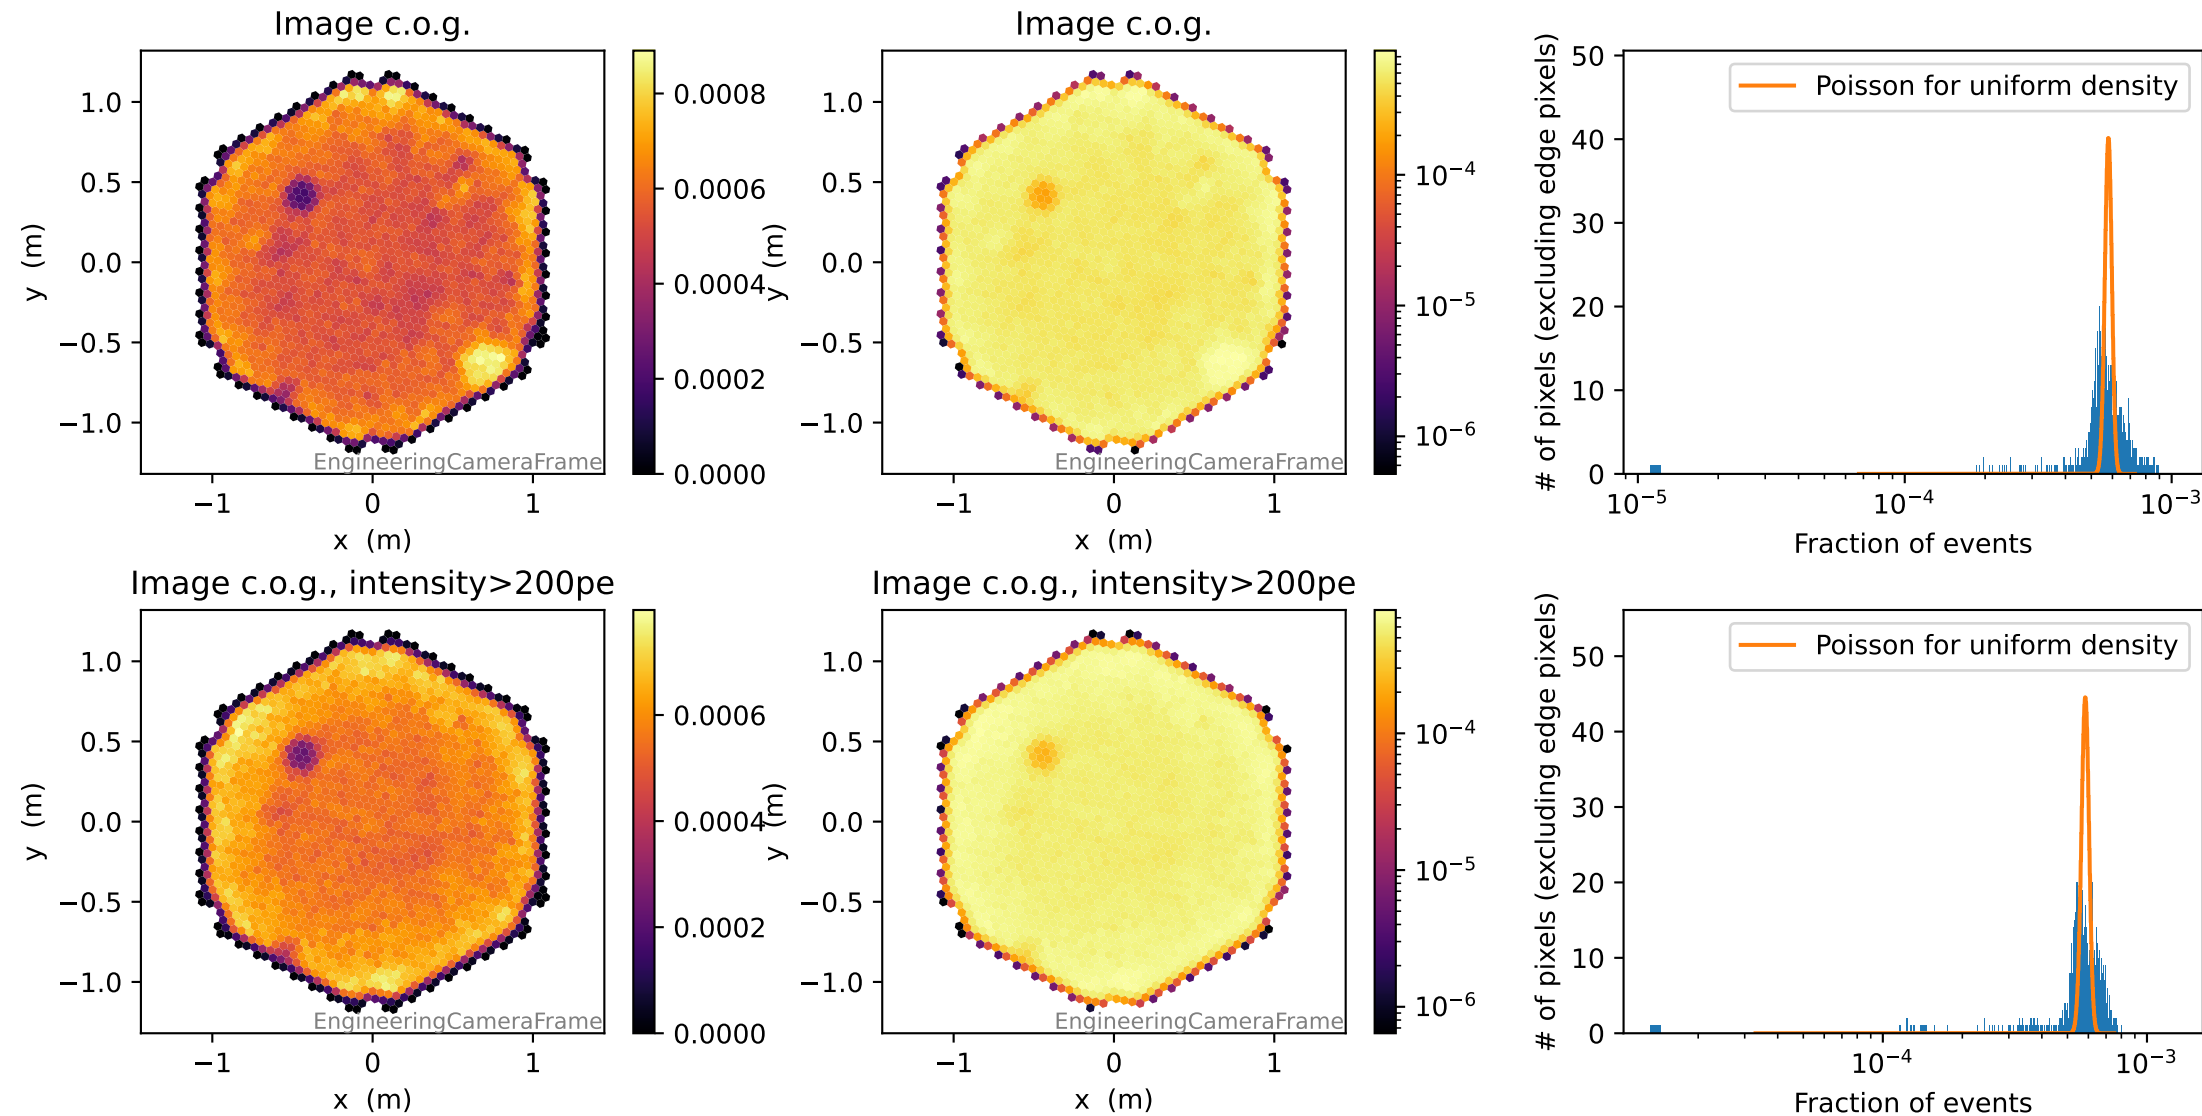 Image c.o.g.
1.0
0.5
0.0
−0.5
−1.0
y (m)
−1
0
1
x (m)
EngineeringCameraFrame
0.0008
0.0006
0.0004
0.0002
0.0000
Image c.o.g.
1.0
0.5
0.0
−0.5
−1.0
y (m)
−1
0
1
x (m)
EngineeringCameraFrame
10−4
10−5
10−6
50
40
30
20
10
0
# of pixels (excluding edge pixels)
Poisson for uniform density
10−5
10−4
10−3
Fraction of events
Image c.o.g., intensity>200pe
1.0
0.5
0.0
−0.5
−1.0
y (m)
−1
0
1
x (m)
EngineeringCameraFrame
0.0006
0.0004
0.0002
0.0000
Image c.o.g., intensity>200pe
1.0
0.5
0.0
−0.5
−1.0
y (m)
−1
0
1
x (m)
EngineeringCameraFrame
10−4
10−5
10−6
50
40
30
20
10
0
# of pixels (excluding edge pixels)
Poisson for uniform density
10−4
10−3
Fraction of events